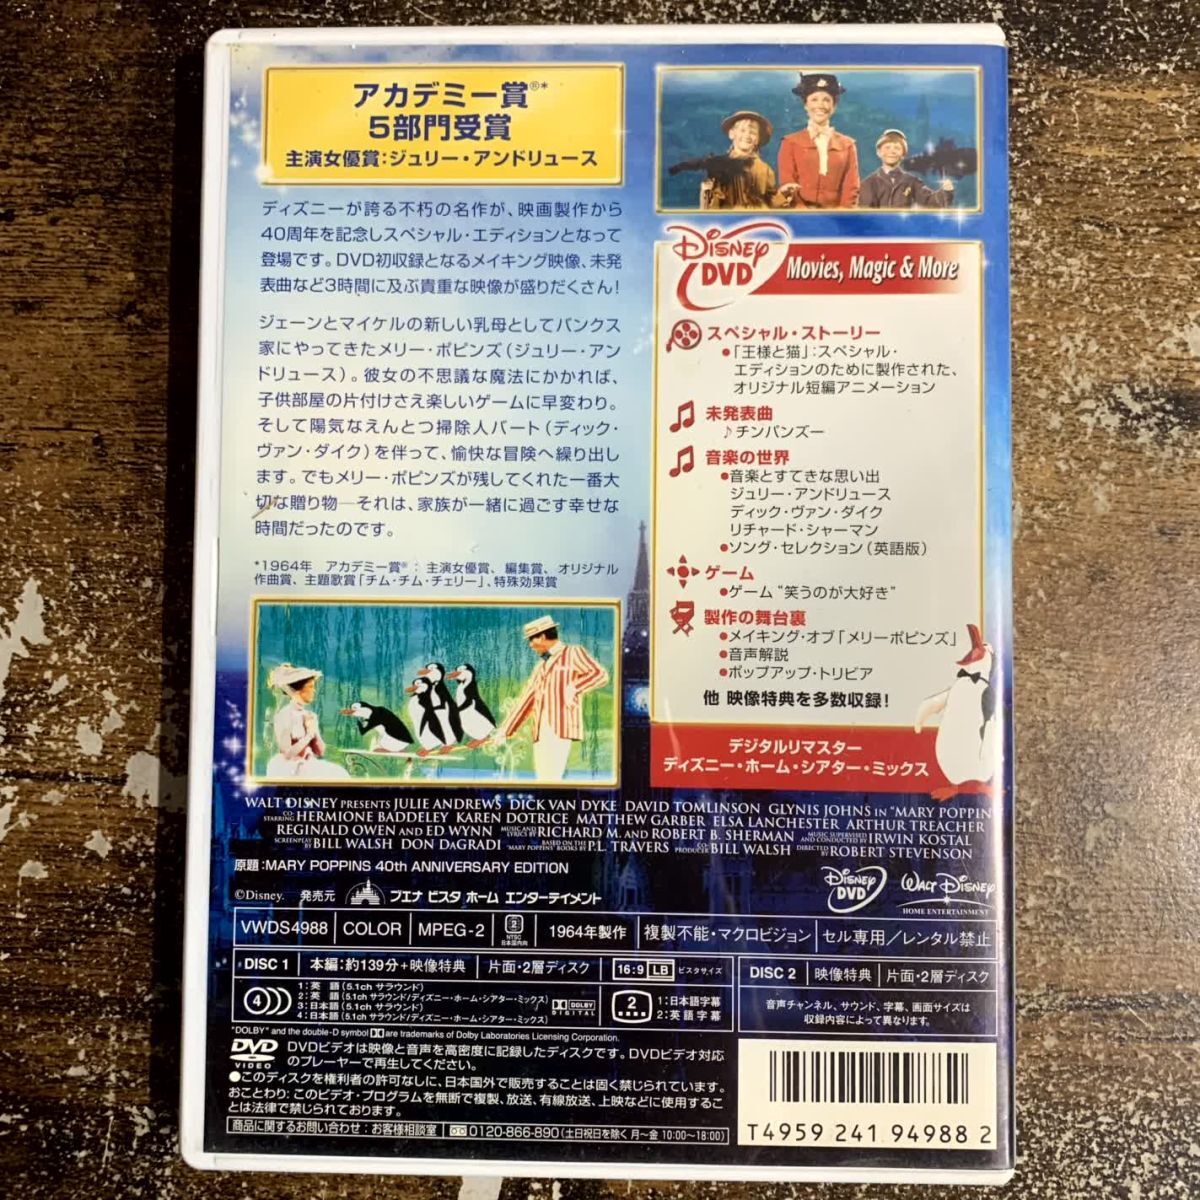 アカデミー賞®*
5部門受賞
主演女優賞：ジュリー・アンドリュース
ディズニーが誇る不朽の名作が、映画製作から
40周年を記念しスペシャル・エディションとなって
登場です。DVD初収録となるメイキング映像、未発
表曲など3時間に及ぶ貴重な映像が盛りだくさん！
ジェーンとマイケルの新しい乳母としてバンクス
家にやってきたメリー・ポピンズ（ジュリー・アン
ドリュース）。彼女の不思議な魔法にかかれば、
子供部屋の片付けさえ楽しいゲームに早変わり。
そして陽気なえんとつ掃除人バート（ディック・
ヴァン・ダイク）を伴って、愉快な冒険へ繰り出し
ます。でもメリー・ポピンズが残してくれた一番大
切な贈り物―それは、家族が一緒に過ごす幸せな
時間だったのです。
*1964年 アカデミー賞®：主演女優賞、編集賞、オリジナル
作曲賞、主題歌賞「チム・チム・チェリー」、特殊効果賞
Disney DVD
Movies, Magic & More
スペシャル・ストーリー
●「王様と猫」：スペシャル・
エディションのために製作された、
オリジナル短編アニメーション
未発表曲
♪チンパンズー
音楽の世界
●音楽とすてきな思い出
ジュリー・アンドリュース
ディック・ヴァン・ダイク
リチャード・シャーマン
●ソング・セレクション（英語版）
ゲーム
●ゲーム“笑うのが大好き”
製作の舞台裏
●メイキング・オブ「メリーポピンズ」
●音声解説
●ポップアップ・トリビア
他 映像特典を多数収録！
デジタルリマスター
ディズニー・ホーム・シアター・ミックス
WALT DISNEY PRESENTS JULIE ANDREWS DICK VAN DYKE DAVID TOMLINSON GLYNIS JOHNS IN "MARY POPPIN
CO-STARRING HERMIONE BADDELEY KAREN DOTRICE MATTHEW GARBER ELSA LANCHESTER ARTHUR TREACHER
REGINALD OWEN AND ED WYNN MUSIC AND LYRICS BY RICHARD M. AND ROBERT B. SHERMAN MUSIC SUPERVISED AND CONDUCTED BY IRWIN KOSTAL
SCREENPLAY BY BILL WALSH DON DAGRADI BASED ON THE "MARY POPPINS" BOOKS BY P.L. TRAVERS CO-PRODUCER BILL WALSH DIRECTED BY ROBERT STEVENSON
原題：MARY POPPINS 40th ANNIVERSARY EDITION
Disney DVD
WALT DISNEY
HOME ENTERTAINMENT
©Disney. 発売元 ブエナ ビスタ ホーム エンターテイメント
VWDS4988 COLOR MPEG-2 2 NTSC 日本国内向 1964年製作 複製不能・マクロビジョン セル専用／レンタル禁止
DISC 1 本編：約139分＋映像特典 片面・2層ディスク 16:9 LB ビスタサイズ
DISC 2 映像特典 片面・2層ディスク
4
1：英 語（5.1ch サラウンド）
2：英 語（5.1ch サラウンド/ディズニー・ホーム・シアター・ミックス）
3：日本語（5.1ch サラウンド）
4：日本語（5.1ch サラウンド/ディズニー・ホーム・シアター・ミックス）
DOLBY DIGITAL
2
1：日本語字幕
2：英 語 字 幕
音声チャンネル、サウンド、字幕、画面サイズは
収録内容によって異なります。
"DOLBY" and the double-D symbol are trademarks of Dolby Laboratories Licensing Corporation.
DVD VIDEO
DVDビデオは映像と音声を高密度に記録したディスクです。DVDビデオ対応
のプレーヤーで再生してください。
●このディスクを権利者の許可なしに、日本国外で販売することは固く禁じられています。
おことわり：このビデオ・プログラムを無断で複製、放送、有線放送、上映などに使用するこ
とは法律で禁じられております。
商品に関するお問い合わせ：お客様相談室 0120-866-890（土日祝日を除く 月〜金 10:00〜18:00）
T4959 241 94988 2